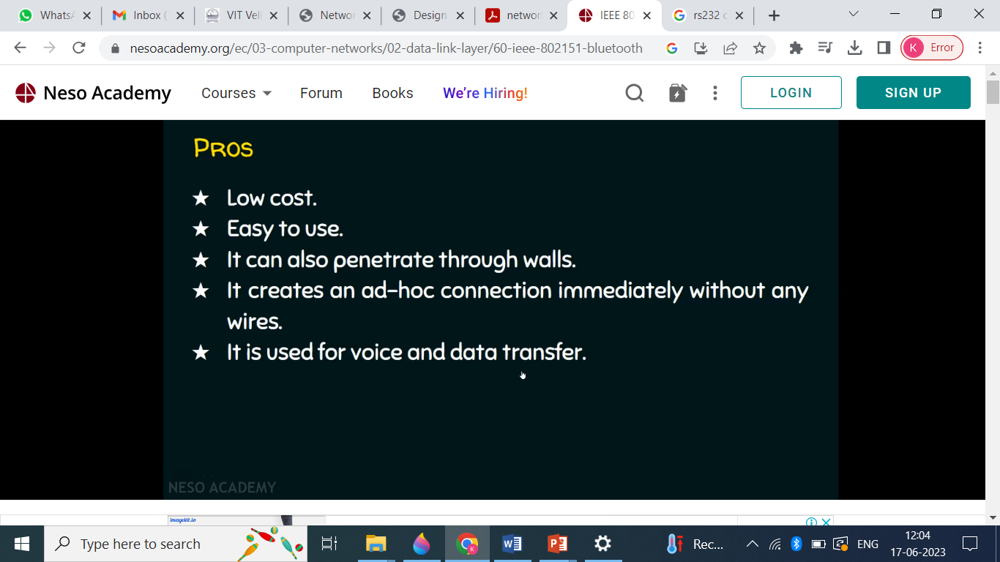 WhatsA
Inbox (
VIT Vell
Networ
Design
networ
IEEE 80
rs232 c
nesoacademy.org/ec/03-computer-networks/02-data-link-layer/60-ieee-802151-bluetooth
K Error
Neso Academy
Courses
Forum
Books
We're Hiring!
LOGIN
SIGN UP
PROS
★ Low cost.
★ Easy to use.
★ It can also penetrate through walls.
★ It creates an ad-hoc connection immediately without any
wires.
★ It is used for voice and data transfer.
NESO ACADEMY
imagekit.io
Type here to search
Rec...
ENG
12:04
17-06-2023